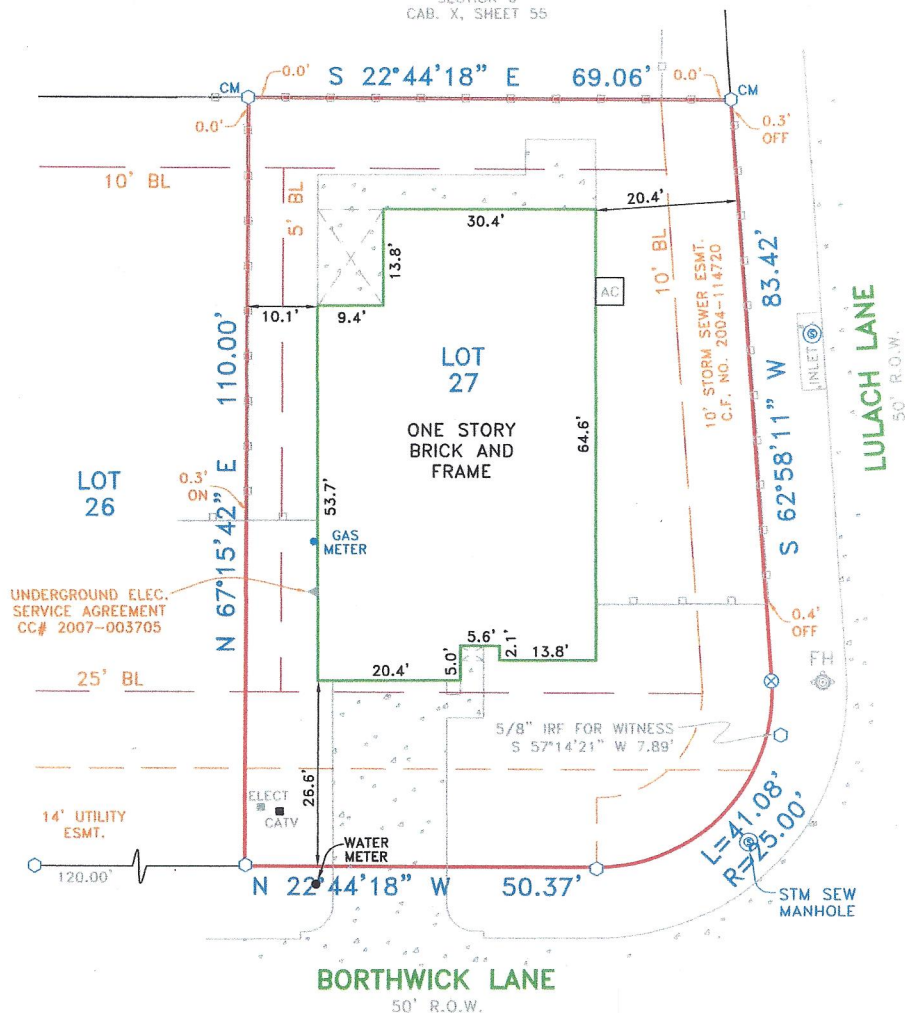 CAB. X, SHEET 55
0.0'
S 22°44'18" E 69.06'
0.0'
CM
CM
0.0'
0.3'
OFF
10' BL
5' BL
20.4'
30.4'
13.8'
10' BL
83.42'
AC
10.1'
9.4'
110.00'
LOT
27
10' STORM SEWER ESMT.
C.F. NO. 2004-114720
INLET
LULACH LANE
50' R.O.W.
ONE STORY
BRICK AND
FRAME
64.6'
S 62°58'11" W
LOT
26
0.3'
ON
53.7'
N 67°15'42" E
GAS
METER
UNDERGROUND ELEC.
SERVICE AGREEMENT
CC# 2007-003705
0.4'
OFF
5.6'
2.1'
5.0'
13.8'
20.4'
FH
25' BL
5/8" IRF FOR WITNESS
S 57°14'21" W 7.89'
26.6'
ELECT
CATV
14' UTILITY
ESMT.
L=41.08'
R=25.00'
WATER
METER
120.00'
N 22°44'18" W 50.37'
STM SEW
MANHOLE
BORTHWICK LANE
50' R.O.W.